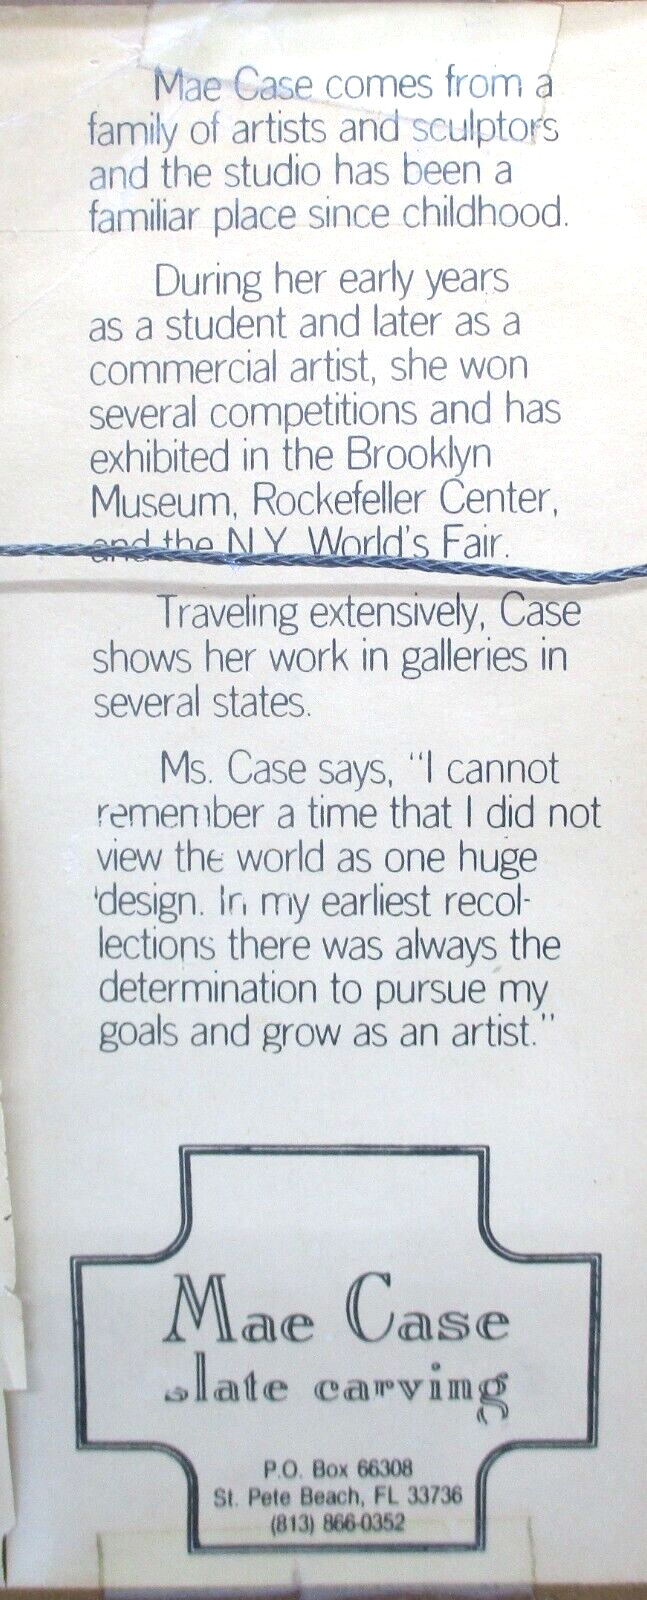 Mae Case comes from a
family of artists and sculptors
and the studio has been a
familiar place since childhood.
During her early years
as a student and later as a
commercial artist, she won
several competitions and has
exhibited in the Brooklyn
Museum, Rockefeller Center,
and the N.Y. World's Fair.
Traveling extensively, Case
shows her work in galleries in
several states.
Ms. Case says, "I cannot
remember a time that I did not
view the world as one huge
design. In my earliest recol-
lections there was always the
determination to pursue my
goals and grow as an artist."
Mae Case
slate carving
P.O. Box 66308
St. Pete Beach, FL 33736
(813) 866-0352